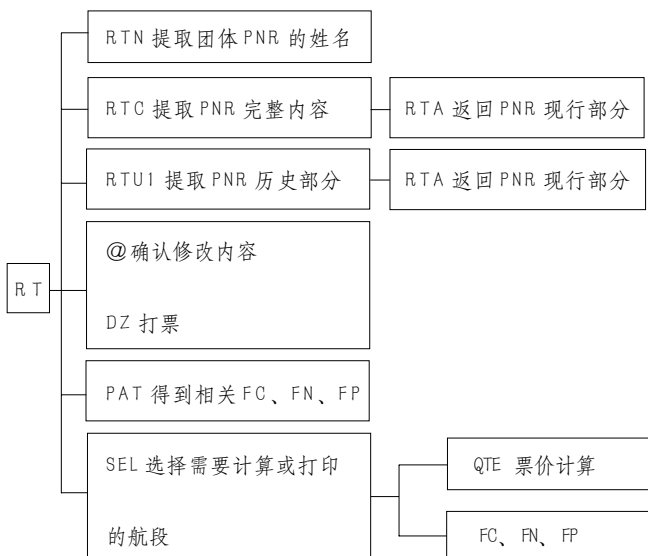 RTN 提取团体PNR的姓名
RTC 提取PNR 完整内容
RTA 返回PNR 现行部分
RTU1 提取PNR 历史部分
RTA 返回PNR 现行部分
RT
@确认修改内容
DZ 打票
PAT 得到相关FC、FN、FP
SEL 选择需要计算或打印
的航段
QTE 票价计算
FC、FN、FP